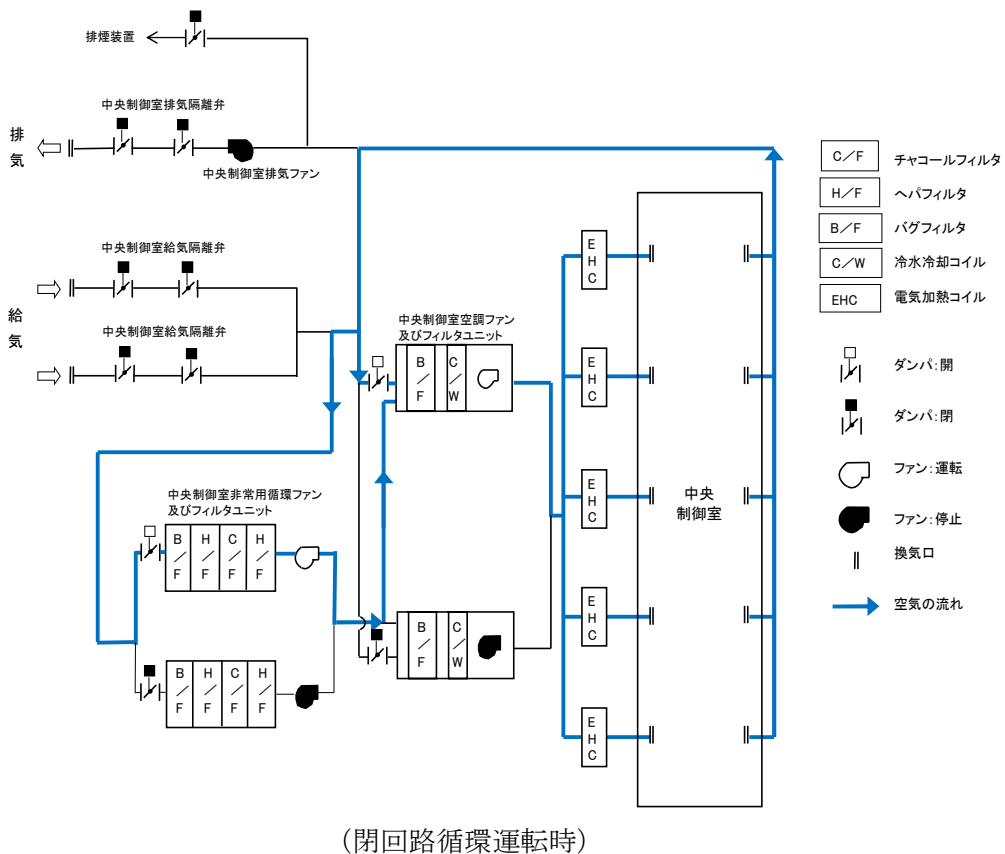 排煙装置
中央制御室排気隔離弁
排
気
中央制御室排気ファン
中央制御室給気隔離弁
給
気
中央制御室給気隔離弁
中央制御室空調ファン
及びフィルタユニット
B/F
C/W
中央制御室非常用循環ファン
及びフィルタユニット
B/F
H/F
C/F
H/F
B/F
H/F
C/F
H/F
B/F
C/W
EHC
EHC
EHC
EHC
EHC
中央
制御室
C/F チャコールフィルタ
H/F ヘパフィルタ
B/F バグフィルタ
C/W 冷水冷却コイル
EHC 電気加熱コイル
ダンパ:開
ダンパ:閉
ファン:運転
ファン:停止
換気口
空気の流れ
(閉回路循環運転時)